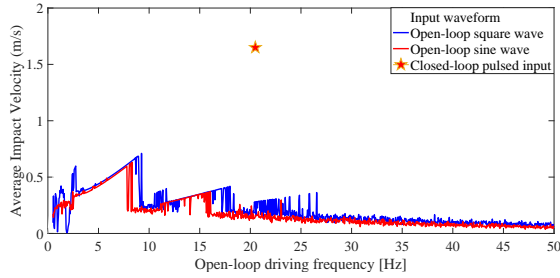 Average Impact Velocity (m/s)
2
1.5
1
0.5
0
0 5 10 15 20 25 30 35 40 45 50
Open-loop driving frequency [Hz]
Input waveform
Open-loop square wave
Open-loop sine wave
Closed-loop pulsed input